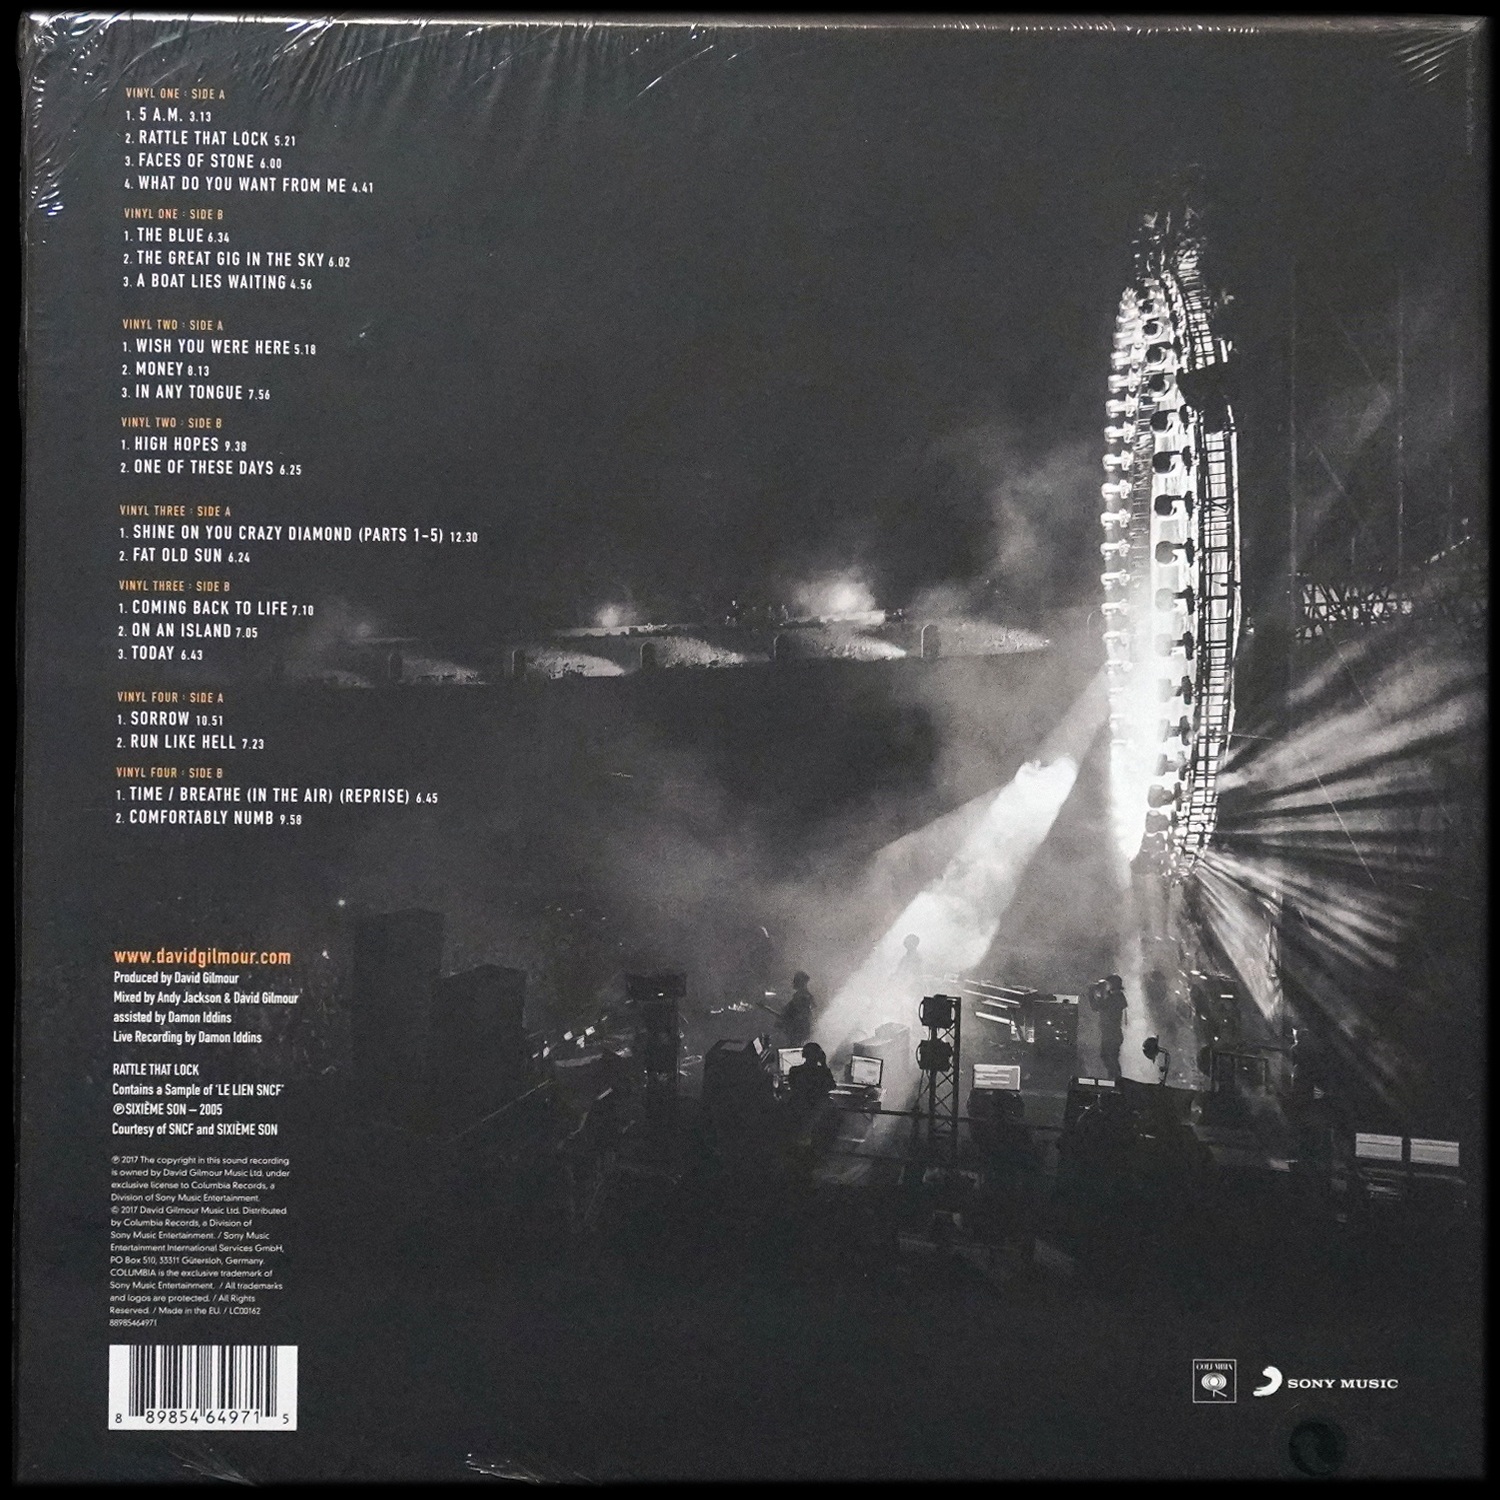 VINYL ONE : SIDE A
1. 5 A.M. 3.13
2. RATTLE THAT LOCK 5.21
3. FACES OF STONE 6.00
4. WHAT DO YOU WANT FROM ME 4.41
VINYL ONE : SIDE B
1. THE BLUE 6.34
2. THE GREAT GIG IN THE SKY 6.02
3. A BOAT LIES WAITING 4.56
VINYL TWO : SIDE A
1. WISH YOU WERE HERE 5.18
2. MONEY 8.13
3. IN ANY TONGUE 7.56
VINYL TWO : SIDE B
1. HIGH HOPES 9.38
2. ONE OF THESE DAYS 6.25
VINYL THREE : SIDE A
1. SHINE ON YOU CRAZY DIAMOND (PARTS 1-5) 12.30
2. FAT OLD SUN 6.24
VINYL THREE : SIDE B
1. COMING BACK TO LIFE 7.10
2. ON AN ISLAND 7.05
3. TODAY 6.43
VINYL FOUR : SIDE A
1. SORROW 10.51
2. RUN LIKE HELL 7.23
VINYL FOUR : SIDE B
1. TIME / BREATHE (IN THE AIR) (REPRISE) 6.45
2. COMFORTABLY NUMB 9.58
www.davidgilmour.com
Produced by David Gilmour
Mixed by Andy Jackson & David Gilmour
assisted by Damon Iddins
Live Recording by Damon Iddins
RATTLE THAT LOCK
Contains a Sample of 'LE LIEN SNCF'
℗ SIXIÈME SON – 2005
Courtesy of SNCF and SIXIÈME SON
℗ 2017 The copyright in this sound recording
is owned by David Gilmour Music Ltd. under
exclusive license to Columbia Records, a
Division of Sony Music Entertainment.
© 2017 David Gilmour Music Ltd. Distributed
by Columbia Records, a Division of
Sony Music Entertainment. / Sony Music
Entertainment International Services GmbH,
PO Box 510, 33311 Gütersloh, Germany.
COLUMBIA is the exclusive trademark of
Sony Music Entertainment. / All trademarks
and logos are protected. / All Rights
Reserved. / Made in the EU. / LC00162
88985464971
8 89854 64971 5
COLUMBIA
SONY MUSIC